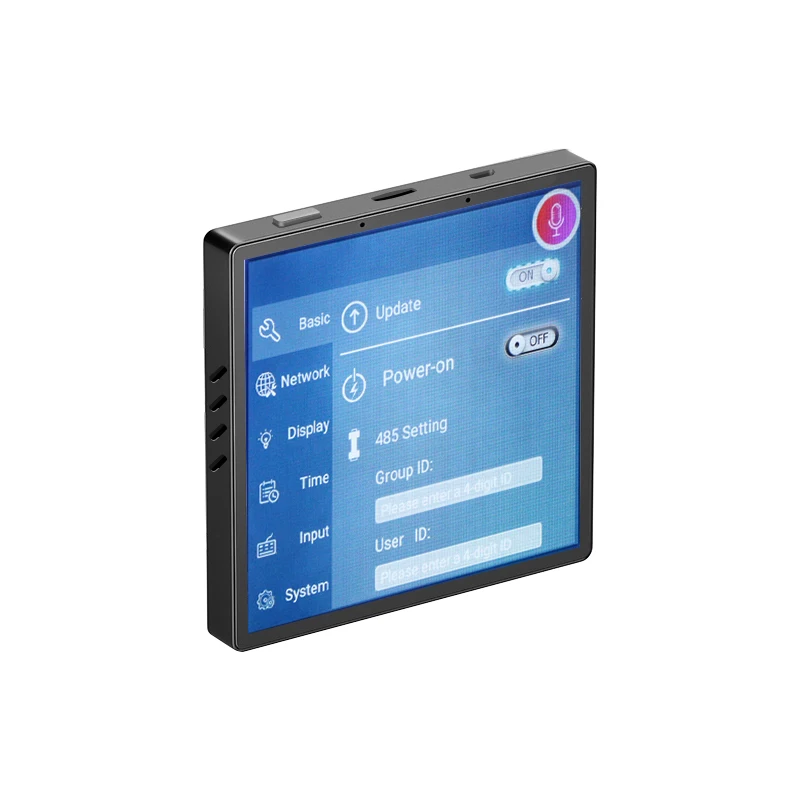 ON
Basic
Update
OFF
Network
Power-on
Display
485 Setting
Time
Group ID:
Please enter a 4-digit ID
Input
User ID:
Please enter a 4-digit ID
System